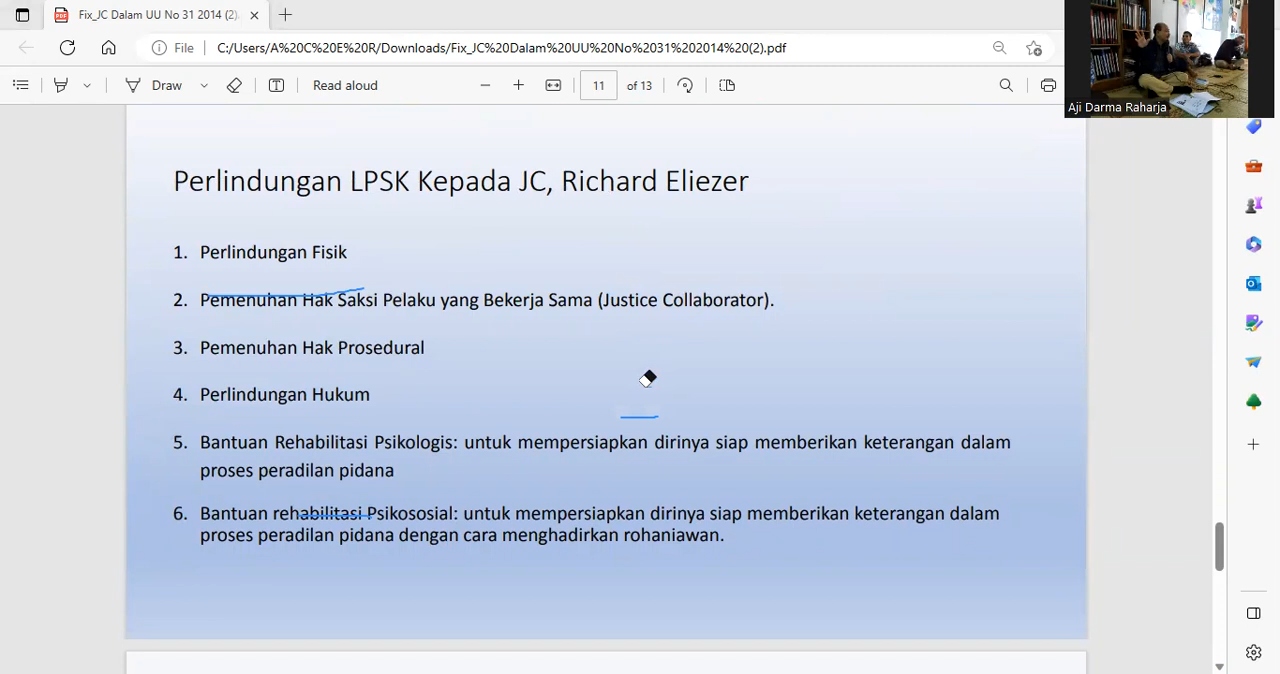 Fix_JC Dalam UU No 31 2014 (2).
File
C:/Users/A%20C%20E%20R/Downloads/Fix_JC%20Dalam%20UU%20No%2031%202014%20(2).pdf
Draw
Read aloud
11 of 13
Aji Darma Raharja
Perlindungan LPSK Kepada JC, Richard Eliezer
1. Perlindungan Fisik
2. Pemenuhan Hak Saksi Pelaku yang Bekerja Sama (Justice Collaborator).
3. Pemenuhan Hak Prosedural
4. Perlindungan Hukum
5. Bantuan Rehabilitasi Psikologis: untuk mempersiapkan dirinya siap memberikan keterangan dalam
proses peradilan pidana
6. Bantuan rehabilitasi Psikososial: untuk mempersiapkan dirinya siap memberikan keterangan dalam
proses peradilan pidana dengan cara menghadirkan rohaniawan.